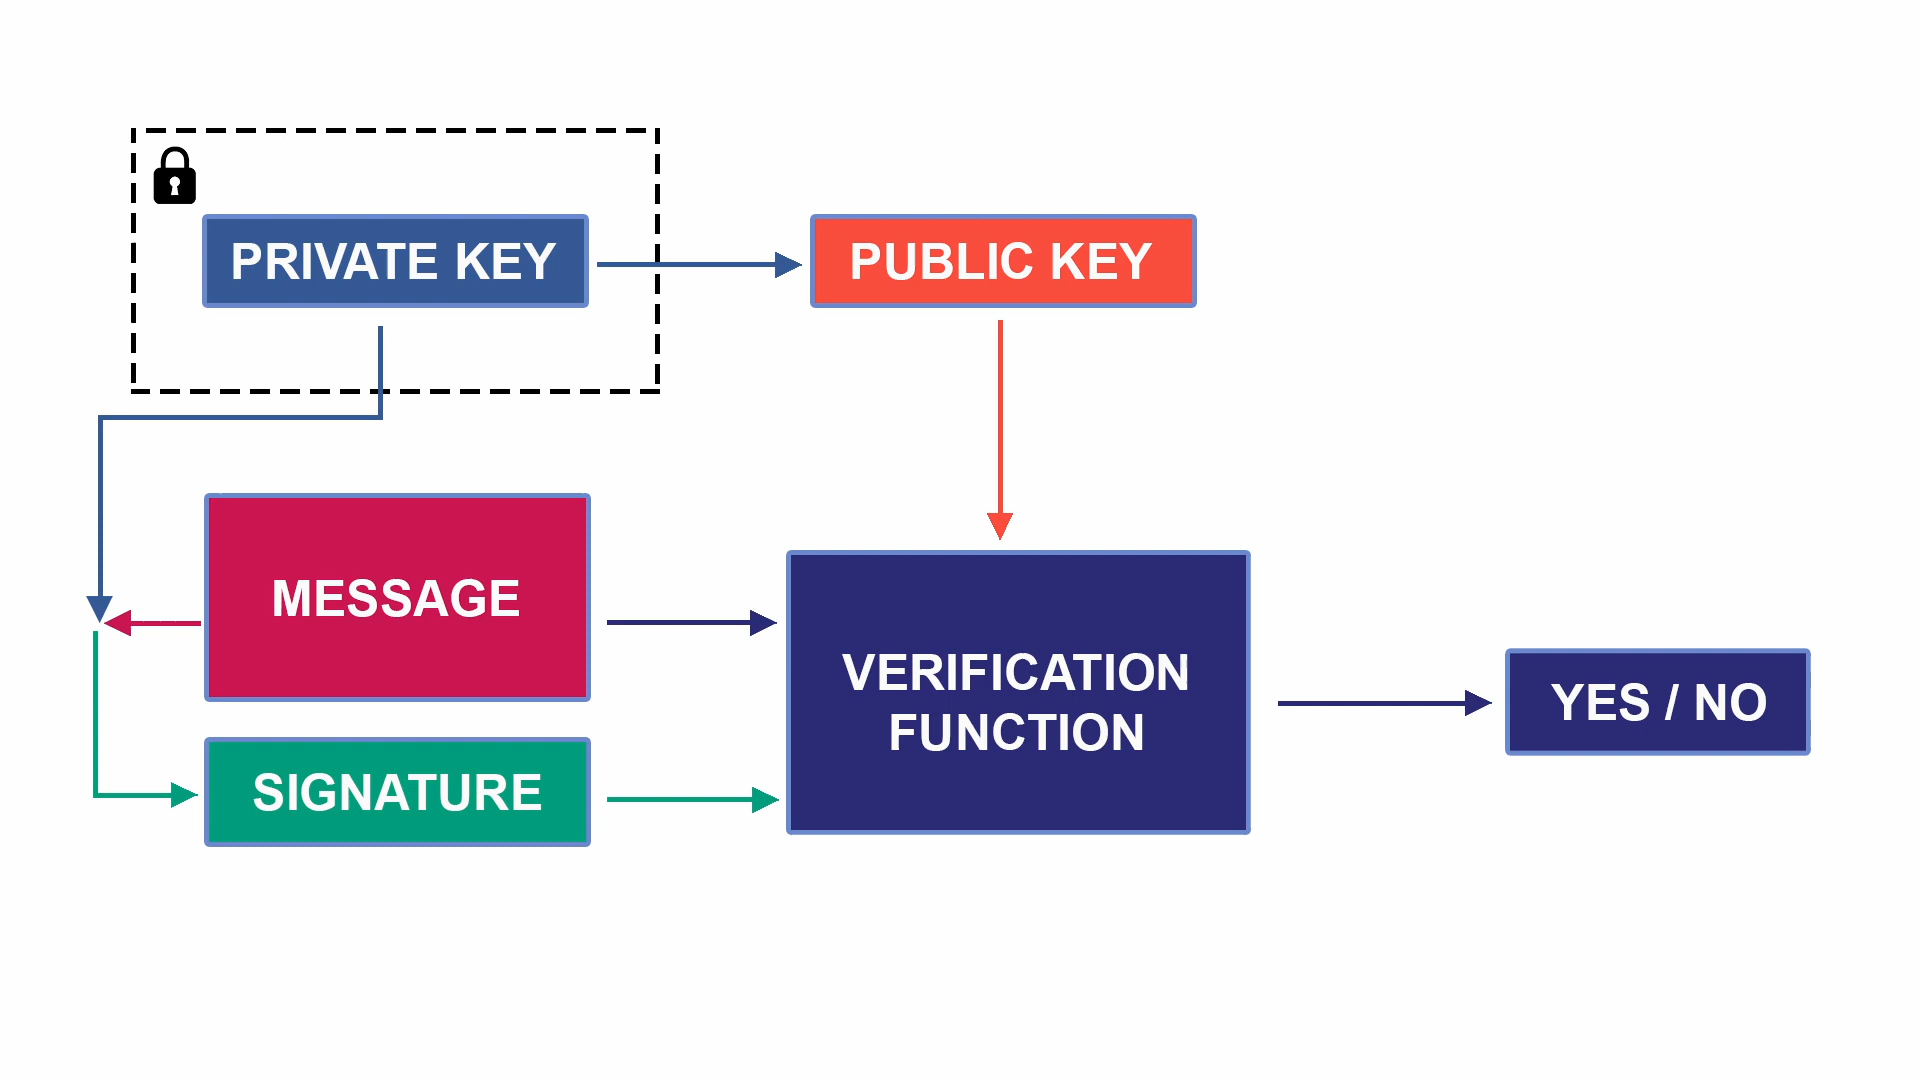 PRIVATE KEY
PUBLIC KEY
MESSAGE
VERIFICATION
FUNCTION
YES / NO
SIGNATURE